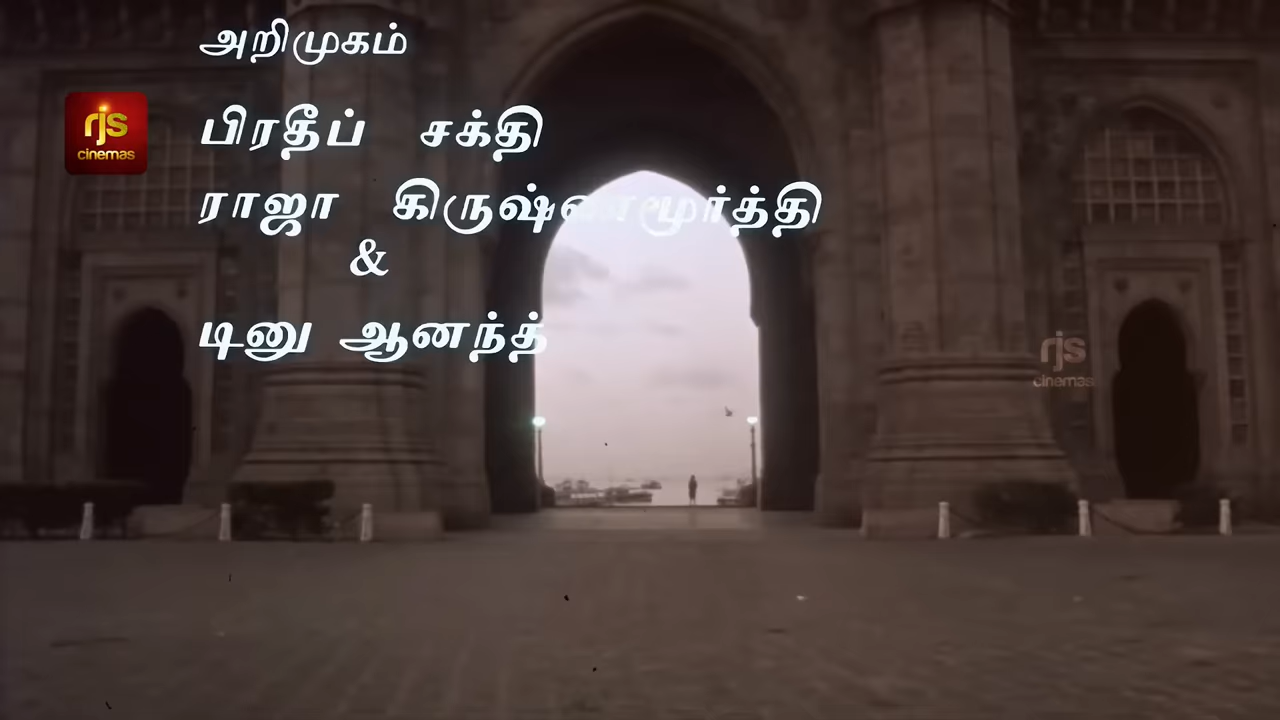 அறிமுகம்
rjs
cinemas
பிரதீப் சக்தி
ராஜா கிருஷ்ணமூர்த்தி
&
டினு ஆனந்த்
rjs
cinemas